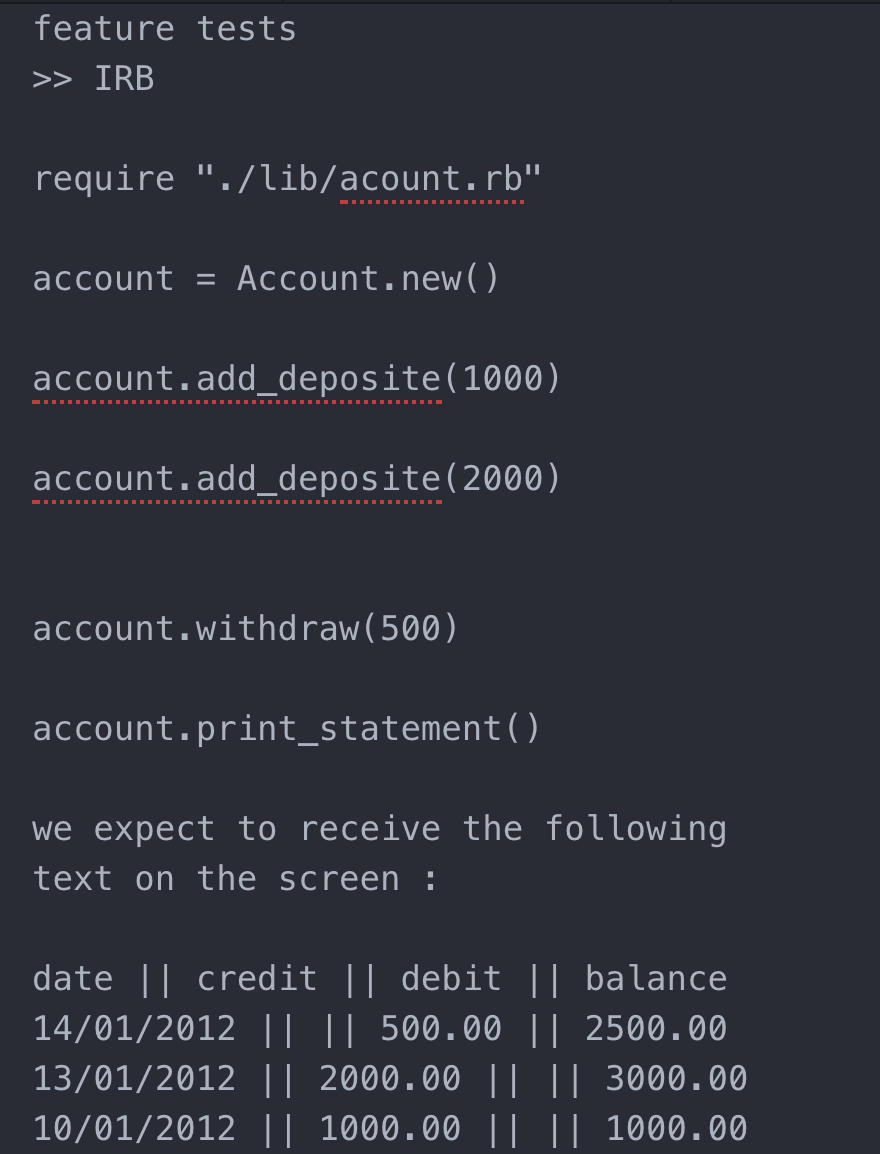 feature tests
>> IRB
require "./lib/acount.rb"
account = Account.new()
account.add_deposite(1000)
account.add_deposite(2000)
account.withdraw(500)
account.print_statement()
we expect to receive the following
text on the screen :
date || credit || debit || balance
14/01/2012 || || 500.00 || 2500.00
13/01/2012 || 2000.00 || || 3000.00
10/01/2012 || 1000.00 || || 1000.00